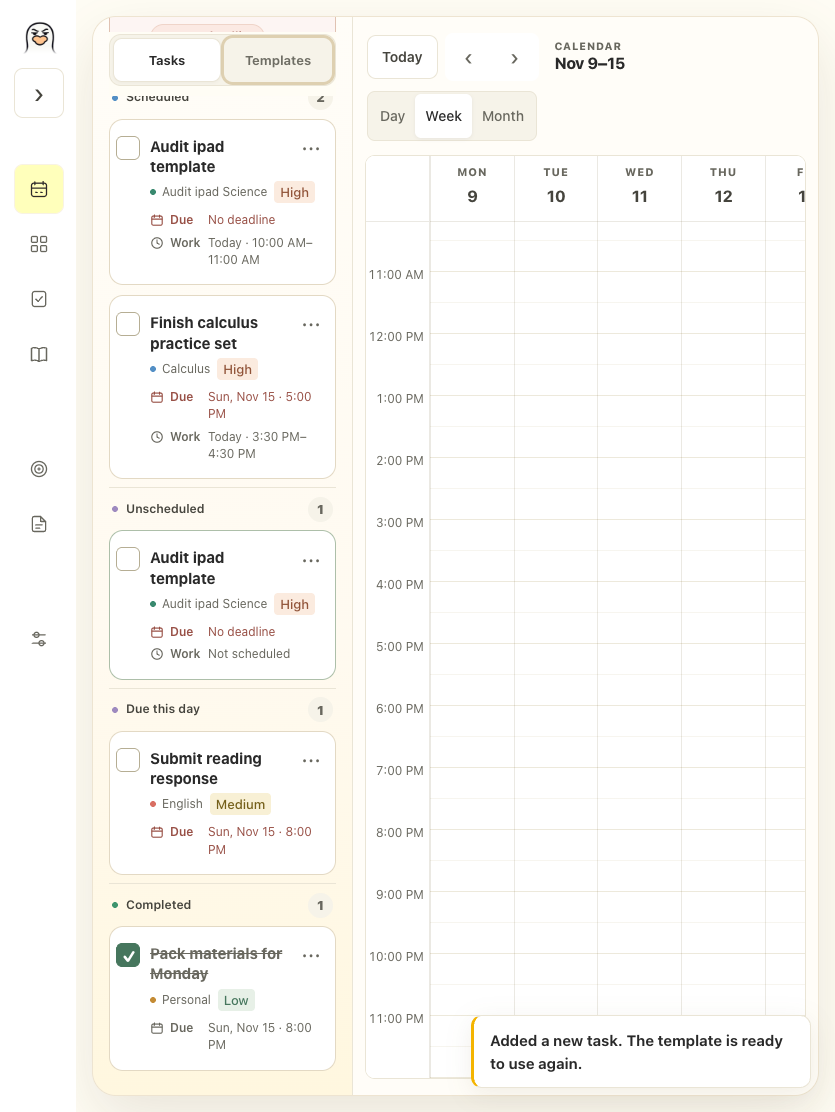 Tasks
Templates
Scheduled
2
Audit ipad
template
Audit ipad Science
High
Due
No deadline
Work
Today · 10:00 AM–
11:00 AM
Finish calculus
practice set
Calculus
High
Due
Sun, Nov 15 · 5:00
PM
Work
Today · 3:30 PM–
4:30 PM
Unscheduled
1
Audit ipad
template
Audit ipad Science
High
Due
No deadline
Work
Not scheduled
Due this day
1
Submit reading
response
English
Medium
Due
Sun, Nov 15 · 8:00
PM
Completed
1
Pack materials for
Monday
Personal
Low
Due
Sun, Nov 15 · 8:00
PM
Today
CALENDAR
Nov 9–15
Day
Week
Month
MON
9
TUE
10
WED
11
THU
12
11:00 AM
12:00 PM
1:00 PM
2:00 PM
3:00 PM
4:00 PM
5:00 PM
6:00 PM
7:00 PM
8:00 PM
9:00 PM
10:00 PM
11:00 PM
Added a new task. The template is ready
to use again.